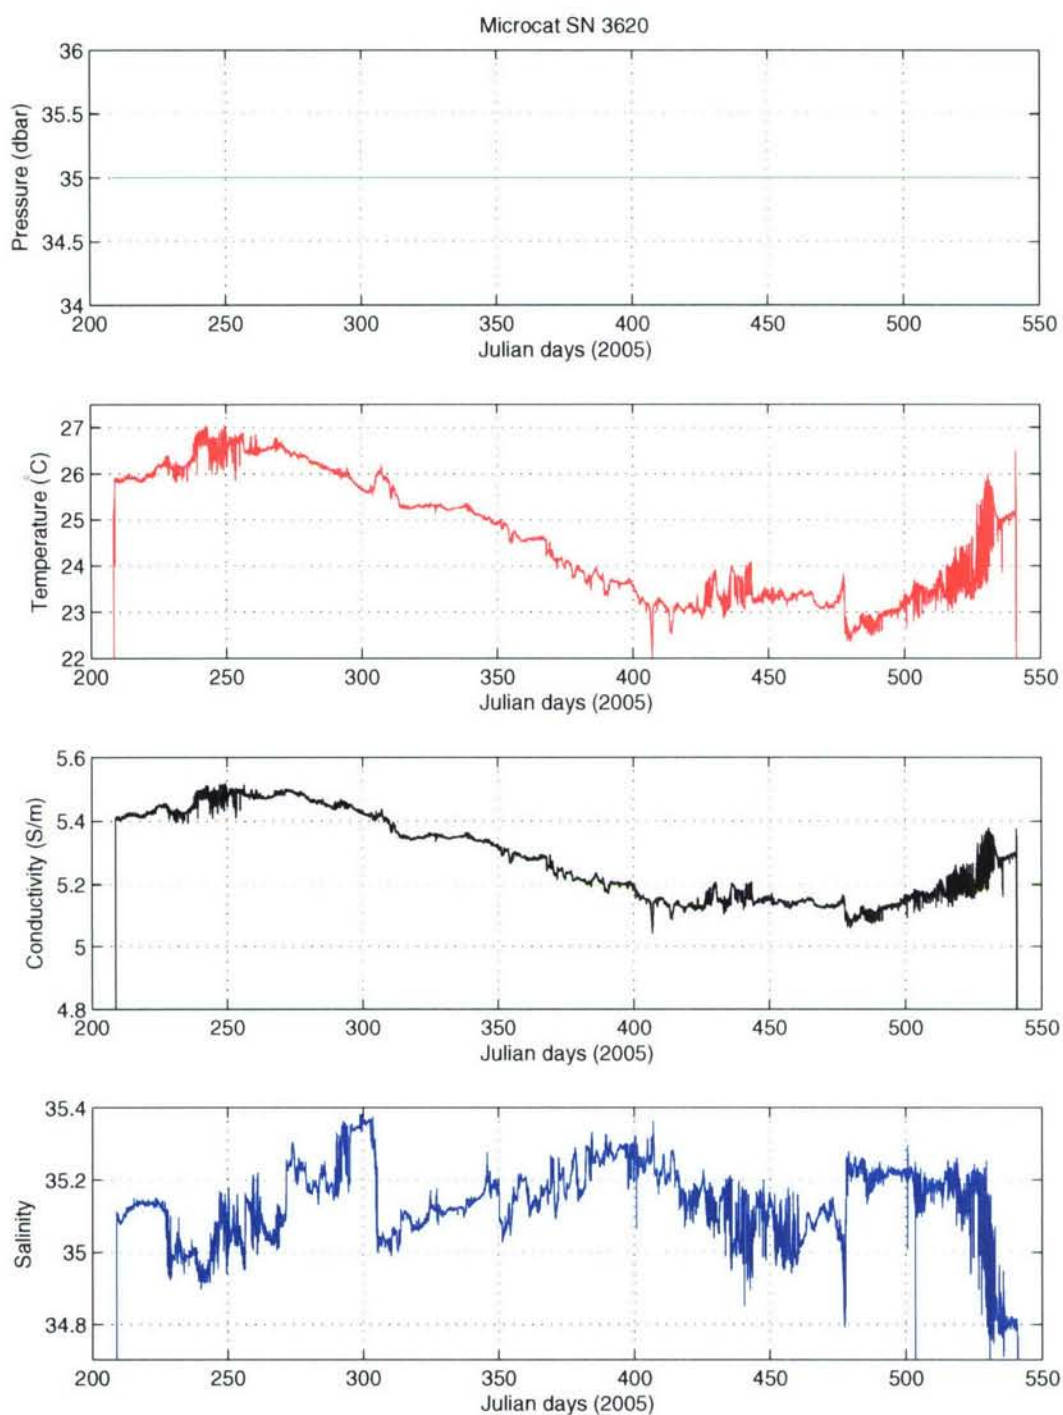 Microcat SN 3620
36
35.5
35
34.5
34
Pressure (dbar)
200 250 300 350 400 450 500 550
Julian days (2005)
27
26
25
24
23
22
Temperature (°C)
200 250 300 350 400 450 500 550
Julian days (2005)
5.6
5.4
5.2
5
4.8
Conductivity (S/m)
200 250 300 350 400 450 500 550
Julian days (2005)
35.4
35.2
35
34.8
Salinity
200 250 300 350 400 450 500 550
Julian days (2005)